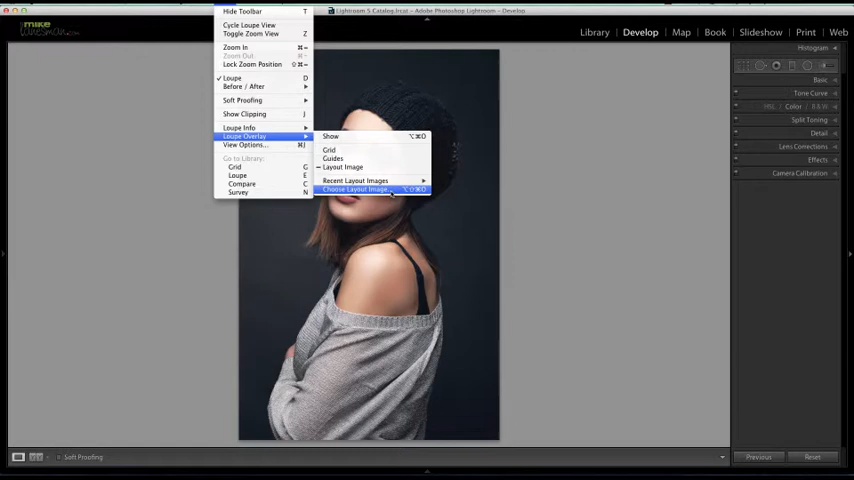 Lightroom 5 Catalog.lrcat - Adobe Photoshop Lightroom - Develop
Hide Toolbar T
Cycle Loupe View
Toggle Zoom View Z
Zoom In ⌘=
Zoom Out ⌘-
Lock Zoom Position ⇧⌘=
✓ Loupe D
Before / After
Soft Proofing
Show Clipping J
Loupe Info
Loupe Overlay
View Options... ⌘J
Go to Library:
Grid G
Loupe E
Compare C
Survey N
Show ⌥⌘O
Grid
Guides
– Layout Image
Recent Layout Images
Choose Layout Image... ⌥⇧⌘O
mike
.com
Library | Develop | Map | Book | Slideshow | Print | Web
Histogram
Basic
Tone Curve
HSL / Color / B&W
Split Toning
Detail
Lens Corrections
Effects
Camera Calibration
Soft Proofing
Previous
Reset